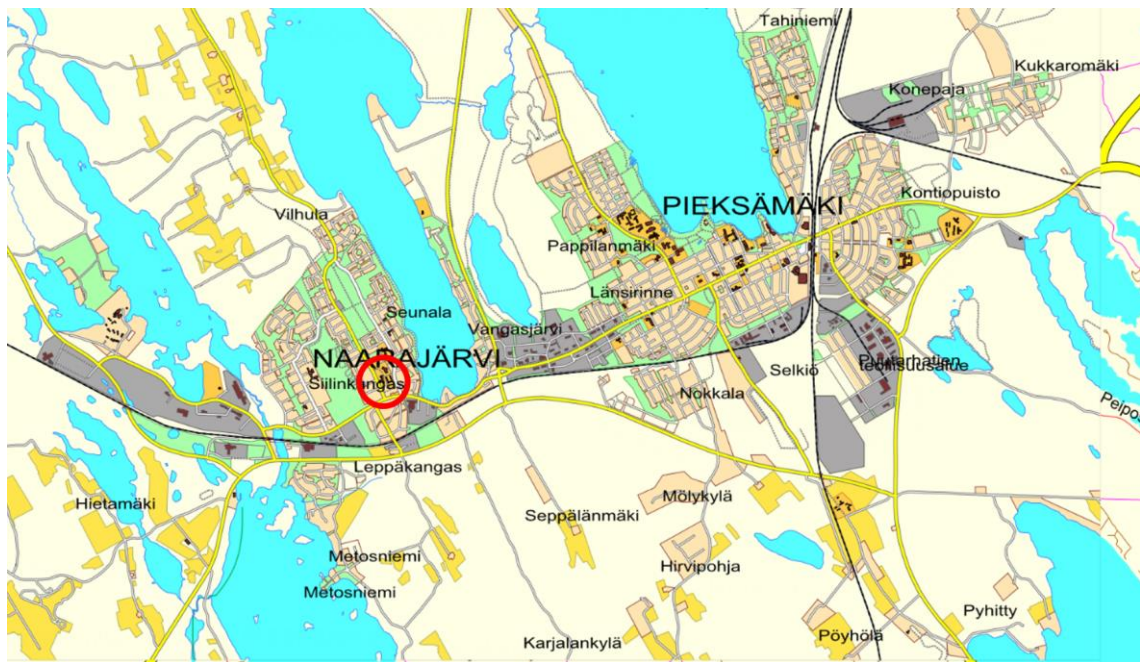 Tahiniemi
Kukkaromäki
Konepaja
Kontiopuisto
PIEKSÄMÄKI
Vilhula
Pappilanmäki
Länsirinne
Seunala
Vangasjärvi
NAARAJÄRVI
Siilinkangas
Selkiö
teollisuusalue
Nokkala
Leppäkangas
Hietamäki
Mölykylä
Seppälänmäki
Metosniemi
Hirvipohja
Metosniemi
Pyhitty
Karjalankylä
Pöyhölä